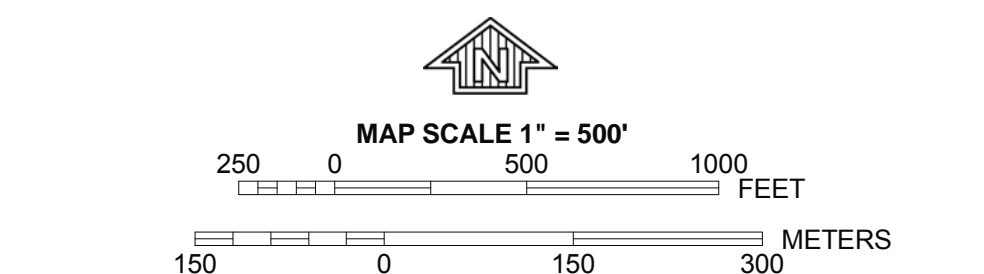 N
MAP SCALE 1" = 500'
250 0 500 1000
FEET
METERS
150 0 150 300